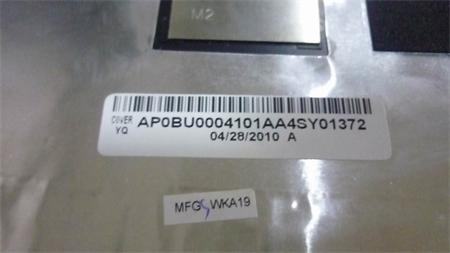 M2
COVER AP0BU0004101AA4SY01372
YQ
04/28/2010 A
MFG WKA19